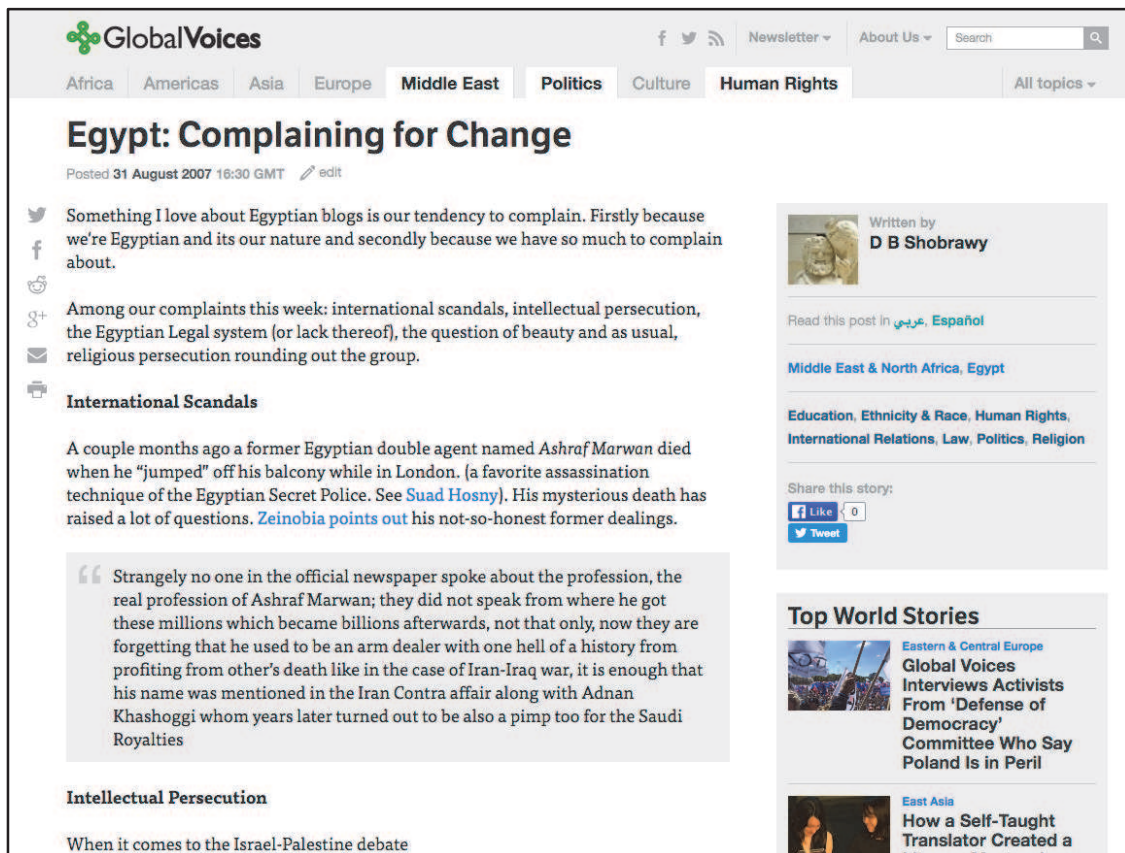 GlobalVoices
Newsletter
About Us
Search
Africa
Americas
Asia
Europe
Middle East
Politics
Culture
Human Rights
All topics
Egypt: Complaining for Change
Posted 31 August 2007 16:30 GMT edit
Something I love about Egyptian blogs is our tendency to complain. Firstly because
we're Egyptian and its our nature and secondly because we have so much to complain
about.
Among our complaints this week: international scandals, intellectual persecution,
the Egyptian Legal system (or lack thereof), the question of beauty and as usual,
religious persecution rounding out the group.
International Scandals
A couple months ago a former Egyptian double agent named Ashraf Marwan died
when he “jumped” off his balcony while in London. (a favorite assassination
technique of the Egyptian Secret Police. See Suad Hosny). His mysterious death has
raised a lot of questions. Zeinobia points out his not-so-honest former dealings.
Strangely no one in the official newspaper spoke about the profession, the
real profession of Ashraf Marwan; they did not speak from where he got
these millions which became billions afterwards, not that only, now they are
forgetting that he used to be an arm dealer with one hell of a history from
profiting from other's death like in the case of Iran-Iraq war, it is enough that
his name was mentioned in the Iran Contra affair along with Adnan
Khashoggi whom years later turned out to be also a pimp too for the Saudi
Royalties
Intellectual Persecution
When it comes to the Israel-Palestine debate
Written by
D B Shobrawy
Read this post in عربي, Español
Middle East & North Africa, Egypt
Education, Ethnicity & Race, Human Rights,
International Relations, Law, Politics, Religion
Share this story:
Like 0
Tweet
Top World Stories
Eastern & Central Europe
Global Voices
Interviews Activists
From ‘Defense of
Democracy’
Committee Who Say
Poland Is in Peril
East Asia
How a Self-Taught
Translator Created a